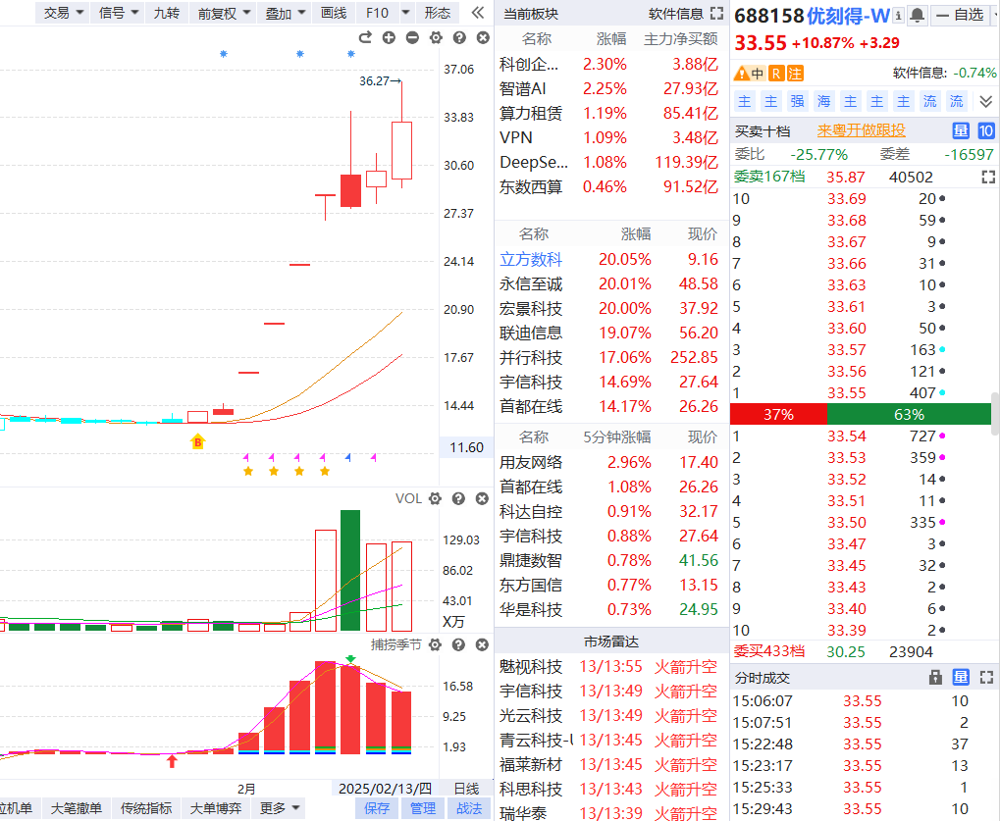 交易 信号 九转 前复权 叠加 画线 F10 形态
36.27→
37.06
33.83
30.60
27.37
24.14
20.90
17.67
14.44
11.60
B
VOL
129.03
86.02
43.01
X万
捕捞季节
16.58
9.25
1.93
2月 2025/02/13/四 日线
位机单 大笔撤单 传统指标 大单博弈 更多 保存 管理 战法
当前板块 软件信息
名称 涨幅 主力净买额
科创企... 2.30% 3.88亿
智谱AI 2.25% 27.93亿
算力租赁 1.19% 85.41亿
VPN 1.09% 3.48亿
DeepSe... 1.08% 119.39亿
东数西算 0.46% 91.52亿
名称 涨幅 现价
立方数科 20.05% 9.16
永信至诚 20.01% 48.58
宏景科技 20.00% 37.92
联迪信息 19.07% 56.20
并行科技 17.06% 252.85
宇信科技 14.69% 27.64
首都在线 14.17% 26.26
名称 5分钟涨幅 现价
用友网络 2.96% 17.40
首都在线 1.08% 26.26
科达自控 0.91% 32.17
宇信科技 0.88% 27.64
鼎捷数智 0.78% 41.56
东方国信 0.77% 13.15
华是科技 0.73% 24.95
市场雷达
魅视科技 13/13:55 火箭升空
宇信科技 13/13:49 火箭升空
光云科技 13/13:49 火箭升空
青云科技-U 13/13:45 火箭升空
福莱新材 13/13:45 火箭升空
科思科技 13/13:43 火箭升空
瑞华泰 13/13:39 火箭升空
688158优刻得-W 自选
33.55 +10.87% +3.29
中 R 注 软件信息: -0.74%
主 主 强 海 主 主 主 流 流
买卖十档 来粤开做跟投 量 10
委比 -25.77% 委差 -16597
委卖167档 35.87 40502
10 33.69 20
9 33.68 59
8 33.67 9
7 33.66 31
6 33.63 10
5 33.61 3
4 33.60 50
3 33.57 163
2 33.56 121
1 33.55 407
37% 63%
1 33.54 727
2 33.53 359
3 33.52 14
4 33.51 11
5 33.50 335
6 33.47 3
7 33.45 32
8 33.43 2
9 33.40 6
10 33.39 2
委买433档 30.25 23904
分时成交 量
15:06:07 33.55 10
15:07:51 33.55 2
15:22:48 33.55 37
15:23:17 33.55 13
15:25:33 33.55 1
15:29:43 33.55 10